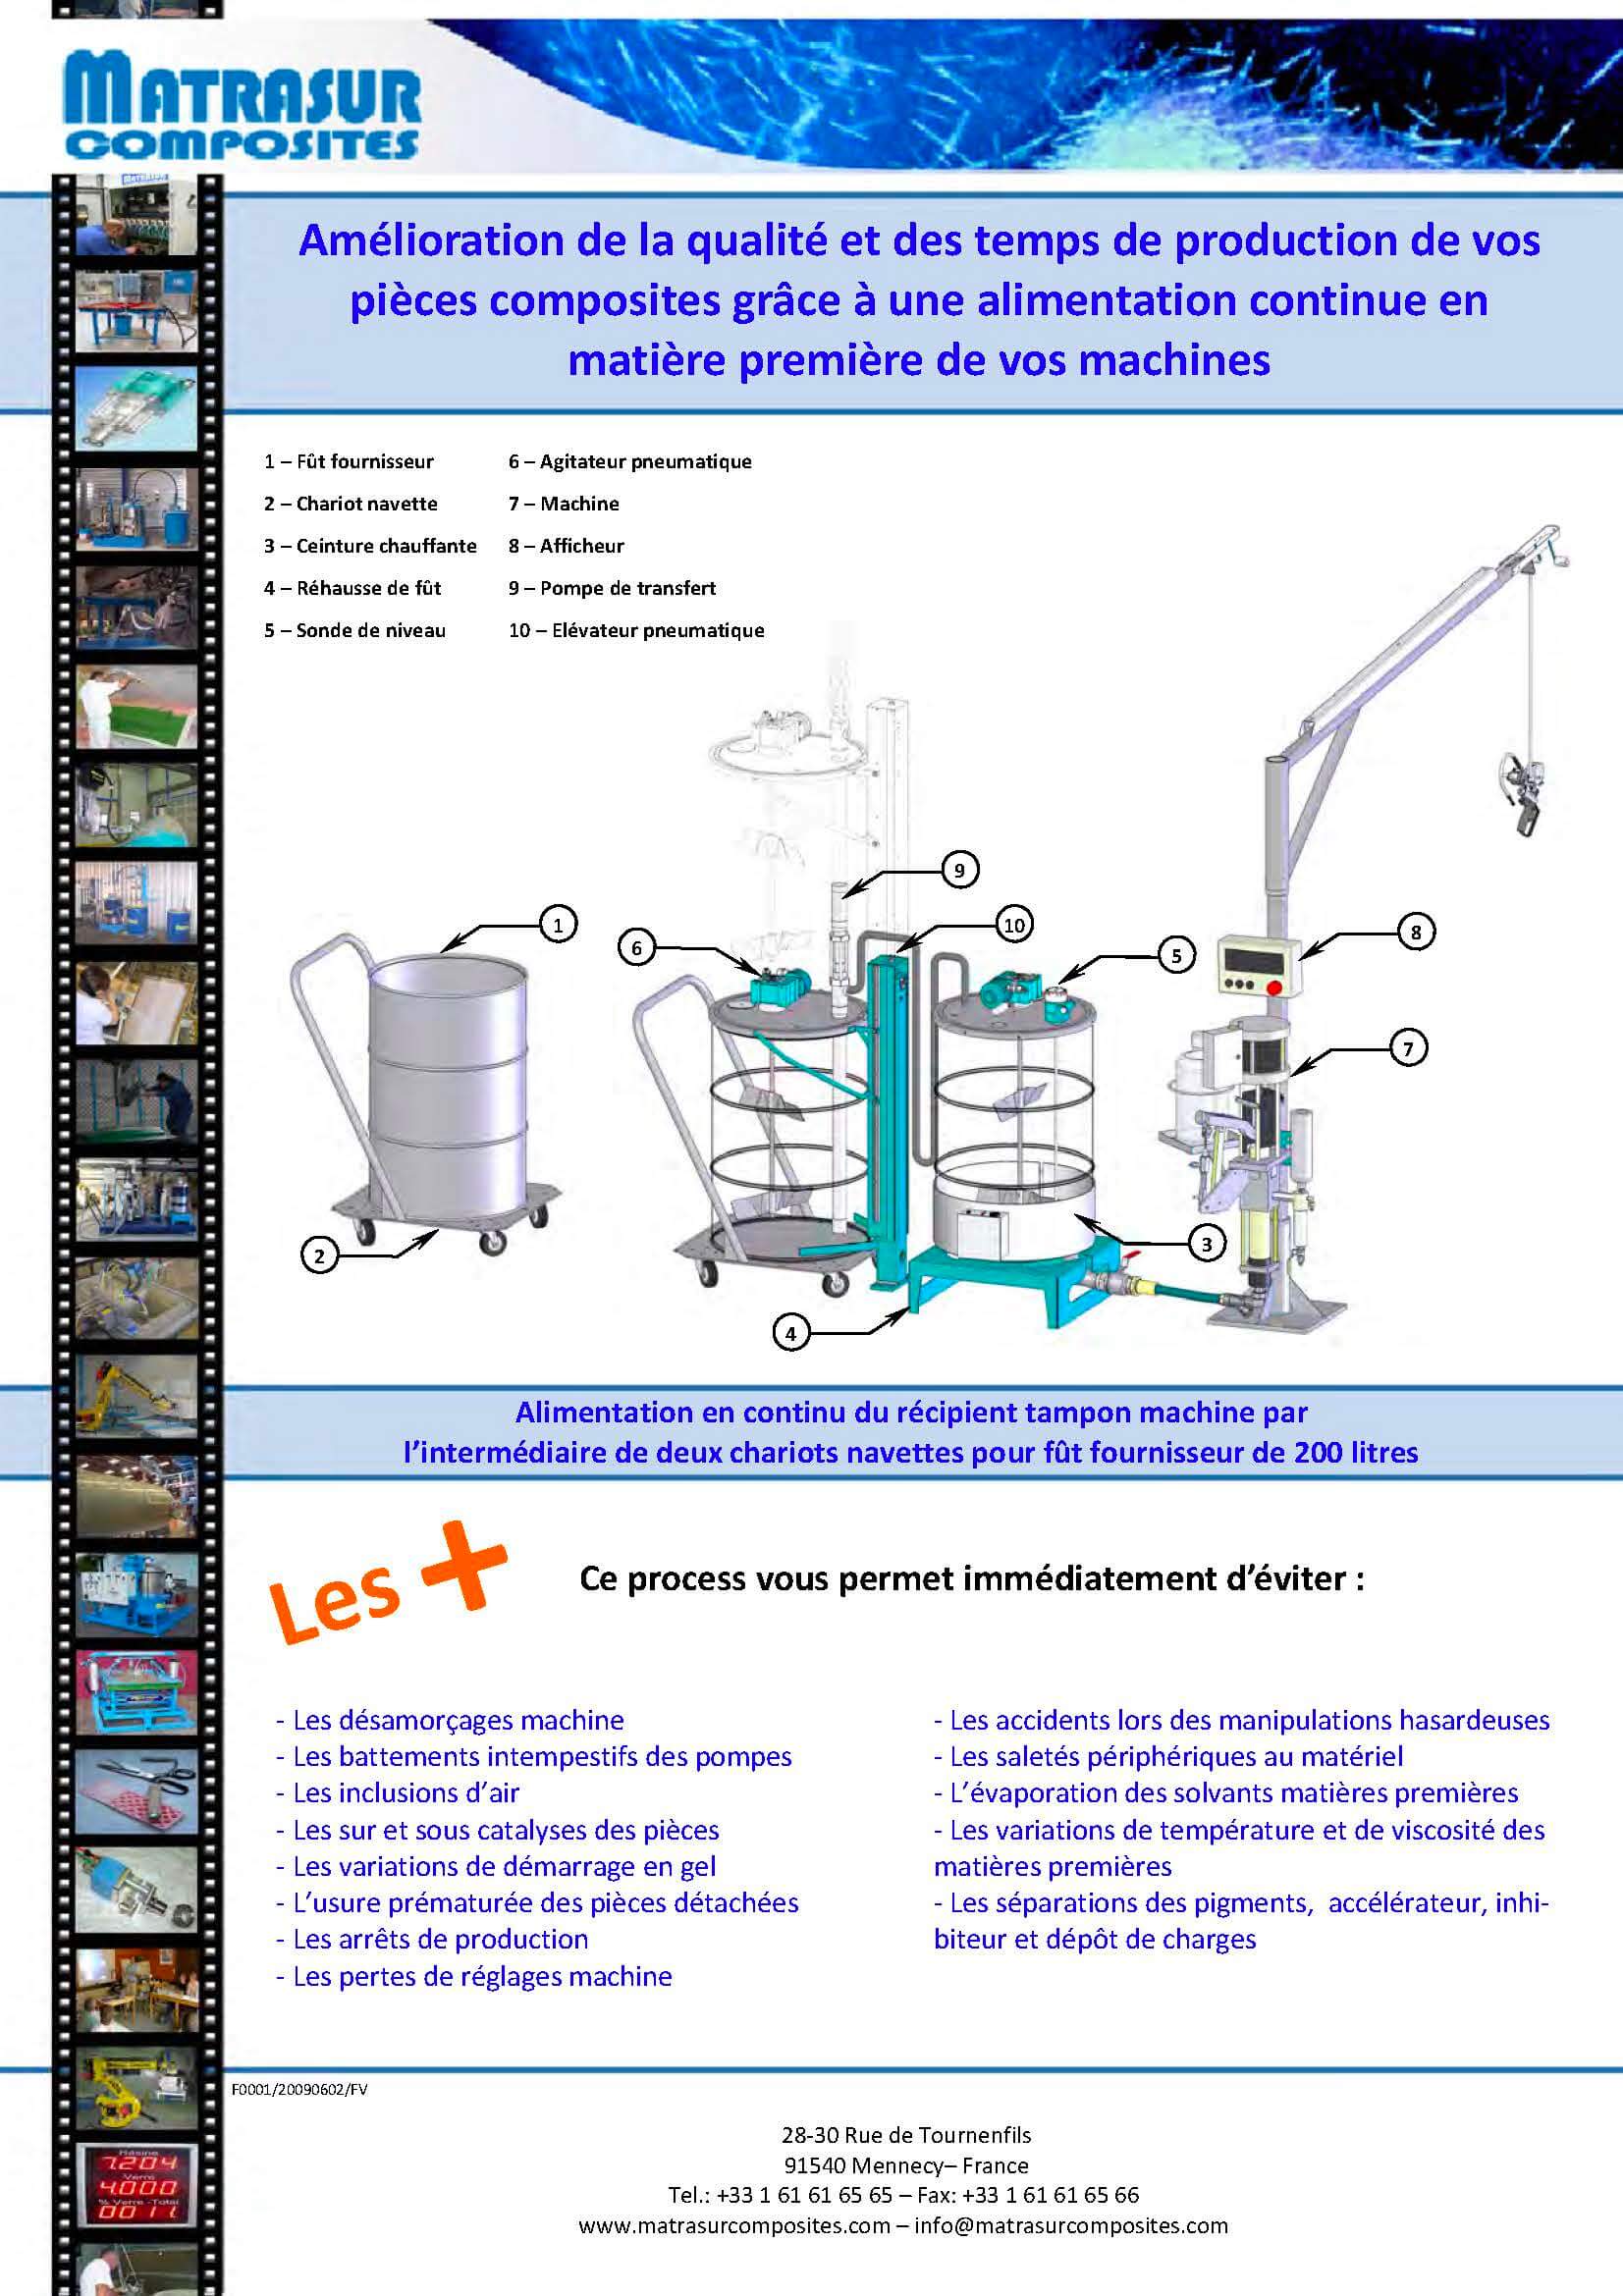 MATRASUR
COMPOSITES
Amélioration de la qualité et des temps de production de vos
pièces composites grâce à une alimentation continue en
matière première de vos machines
1 – Fût fournisseur
2 – Chariot navette
3 – Ceinture chauffante
4 – Réhausse de fût
5 – Sonde de niveau
6 – Agitateur pneumatique
7 – Machine
8 – Afficheur
9 – Pompe de transfert
10 – Elévateur pneumatique
9
1
10
6
5
8
7
2
3
4
Alimentation en continu du récipient tampon machine par
l’intermédiaire de deux chariots navettes pour fût fournisseur de 200 litres
Les +
Ce process vous permet immédiatement d’éviter :
- Les désamorçages machine
- Les battements intempestifs des pompes
- Les inclusions d’air
- Les sur et sous catalyses des pièces
- Les variations de démarrage en gel
- L’usure prématurée des pièces détachées
- Les arrêts de production
- Les pertes de réglages machine
- Les accidents lors des manipulations hasardeuses
- Les saletés périphériques au matériel
- L’évaporation des solvants matières premières
- Les variations de température et de viscosité des
matières premières
- Les séparations des pigments, accélérateur, inhi-
biteur et dépôt de charges
F0001/20090602/FV
Résine
7.204
Verre
4.000
% Verre -Total
28-30 Rue de Tournenfils
91540 Mennecy– France
Tel.: +33 1 61 61 65 65 – Fax: +33 1 61 61 65 66
www.matrasurcomposites.com – info@matrasurcomposites.com